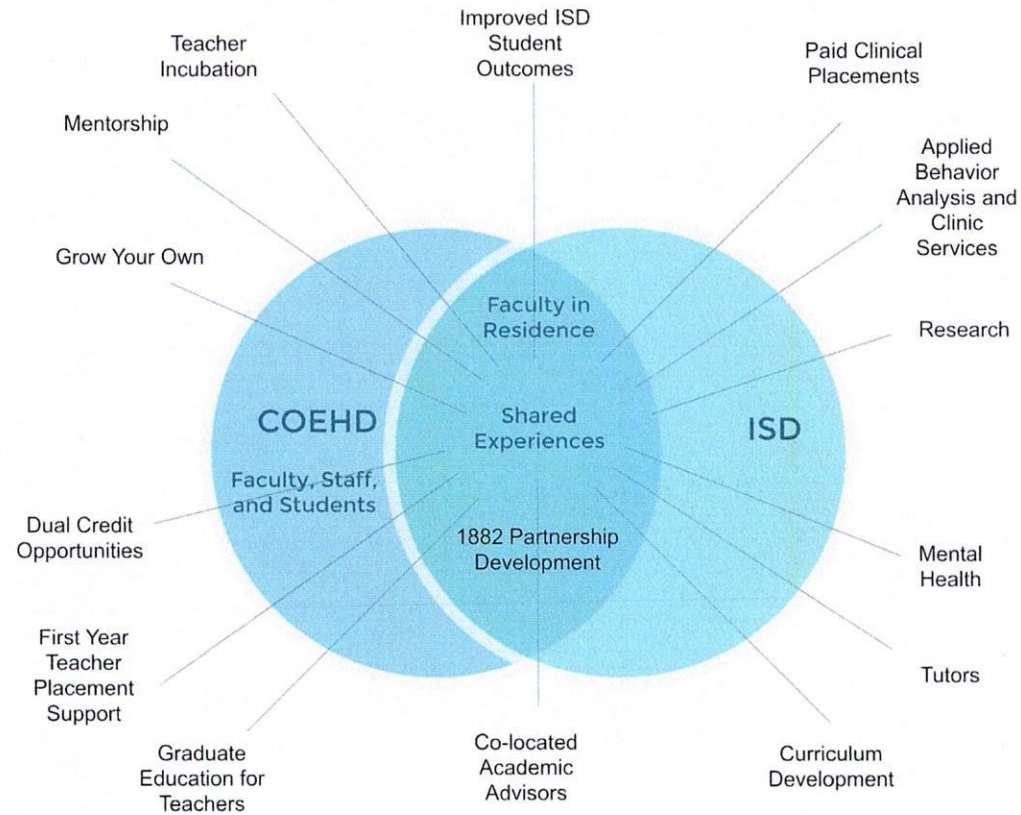 Improved ISD
Student
Outcomes
Teacher
Incubation
Paid Clinical
Placements
Mentorship
Applied
Behavior
Analysis and
Clinic
Services
Grow Your Own
Faculty in
Residence
Research
COEHD
Faculty, Staff,
and Students
Shared
Experiences
ISD
Dual Credit
Opportunities
1882 Partnership
Development
Mental
Health
First Year
Teacher
Placement
Support
Tutors
Graduate
Education for
Teachers
Co-located
Academic
Advisors
Curriculum
Development